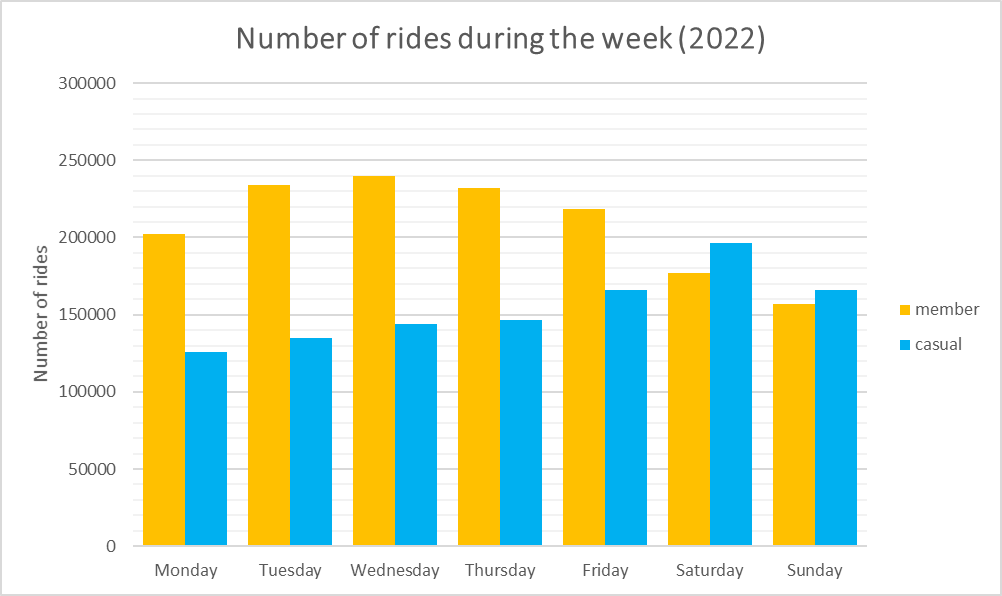 Number of rides during the week (2022)
300000
250000
200000
150000
100000
50000
0
Number of rides
Monday Tuesday Wednesday Thursday Friday Saturday Sunday
member
casual